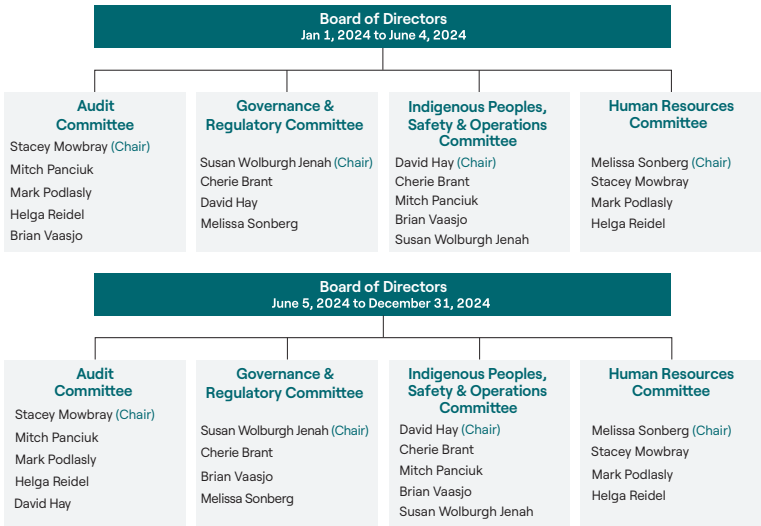 Board of Directors
Jan 1, 2024 to June 4, 2024
Audit
Committee
Stacey Mowbray (Chair)
Mitch Panciuk
Mark Podlasly
Helga Reidel
Brian Vaasjo
Governance &
Regulatory Committee
Susan Wolburgh Jenah (Chair)
Cherie Brant
David Hay
Melissa Sonberg
Indigenous Peoples,
Safety & Operations
Committee
David Hay (Chair)
Cherie Brant
Mitch Panciuk
Brian Vaasjo
Susan Wolburgh Jenah
Human Resources
Committee
Melissa Sonberg (Chair)
Stacey Mowbray
Mark Podlasly
Helga Reidel
Board of Directors
June 5, 2024 to December 31, 2024
Audit
Committee
Stacey Mowbray (Chair)
Mitch Panciuk
Mark Podlasly
Helga Reidel
David Hay
Governance &
Regulatory Committee
Susan Wolburgh Jenah (Chair)
Cherie Brant
Brian Vaasjo
Melissa Sonberg
Indigenous Peoples,
Safety & Operations
Committee
David Hay (Chair)
Cherie Brant
Mitch Panciuk
Brian Vaasjo
Susan Wolburgh Jenah
Human Resources
Committee
Melissa Sonberg (Chair)
Stacey Mowbray
Mark Podlasly
Helga Reidel